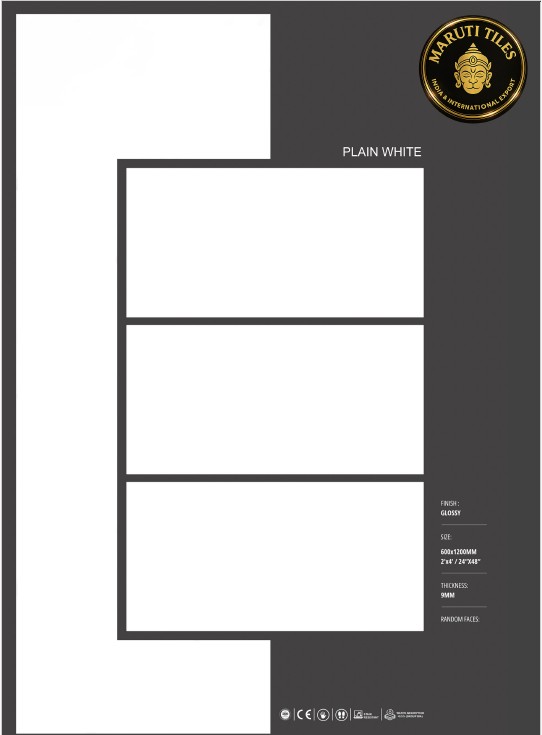 MARUTI TILES
INDIA & INTERNATIONAL EXPORT
PLAIN WHITE
FINISH :
GLOSSY
SIZE:
600x1200MM
2'x4' / 24"X48"
THICKNESS:
9MM
RANDOM FACES:
CE